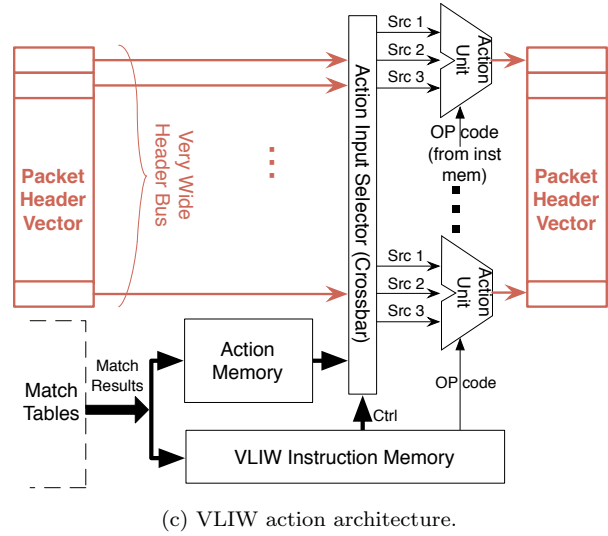 Src 1
Src 2
Src 3
Action
Unit
OP code
(from inst
mem)
Packet
Header
Vector
Very Wide
Header Bus
Action Input Selector (Crossbar)
Packet
Header
Vector
Src 1
Src 2
Src 3
Action
Unit
Match
Tables
Match
Results
Action
Memory
OP code
Ctrl
VLIW Instruction Memory
(c) VLIW action architecture.